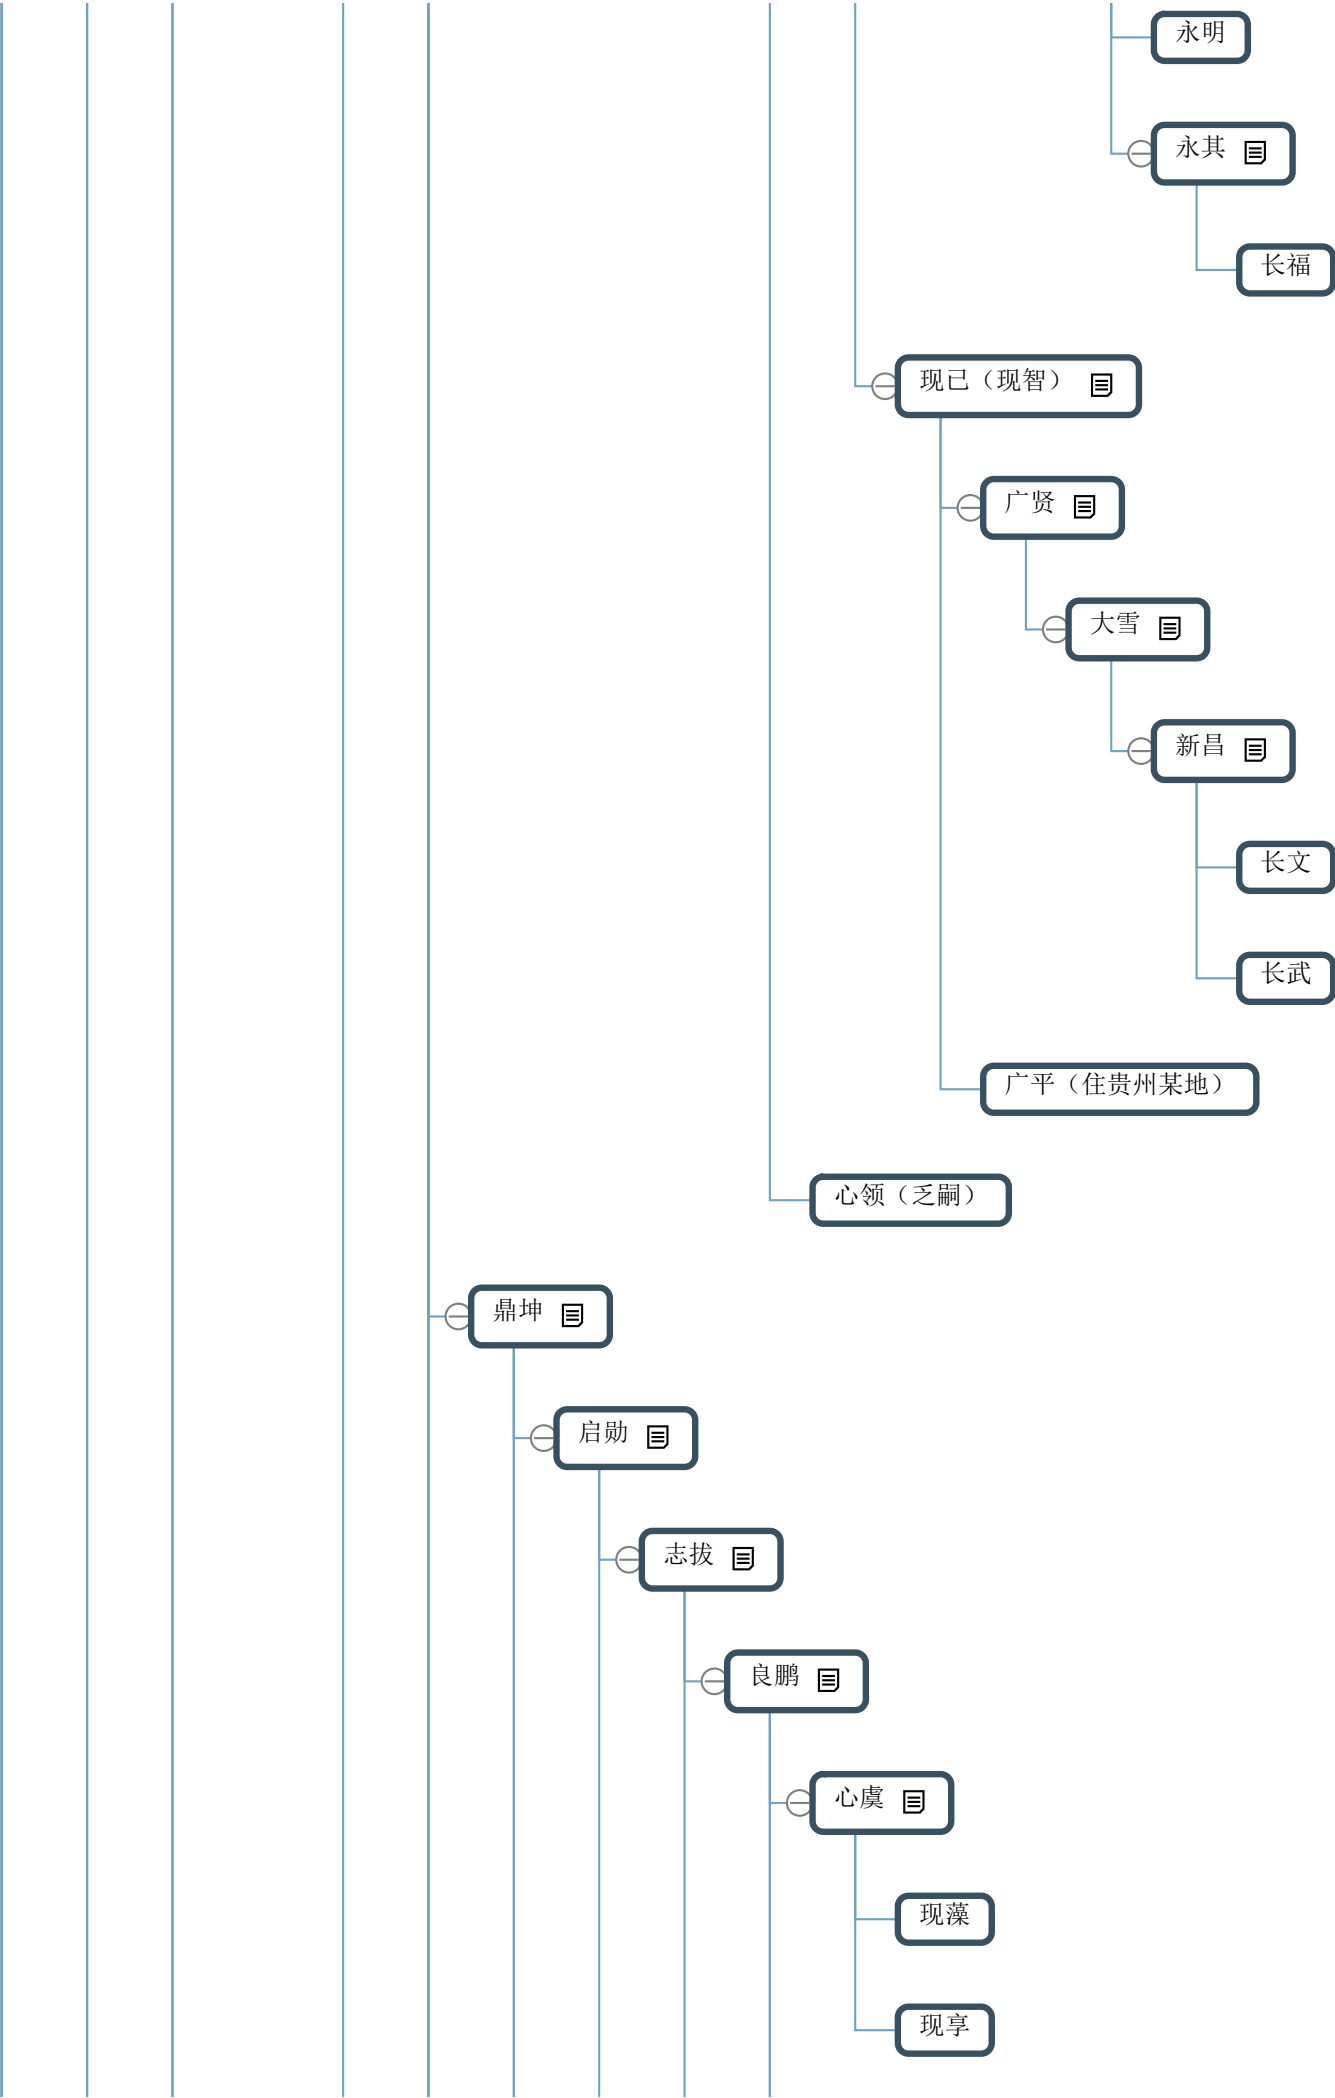 永明
永其
长福
现已（现智）
广贤
大雪
新昌
长文
长武
广平（住贵州某地）
心领（乏嗣）
鼎坤
启勋
志拔
良鹏
心虞
现藻
现享